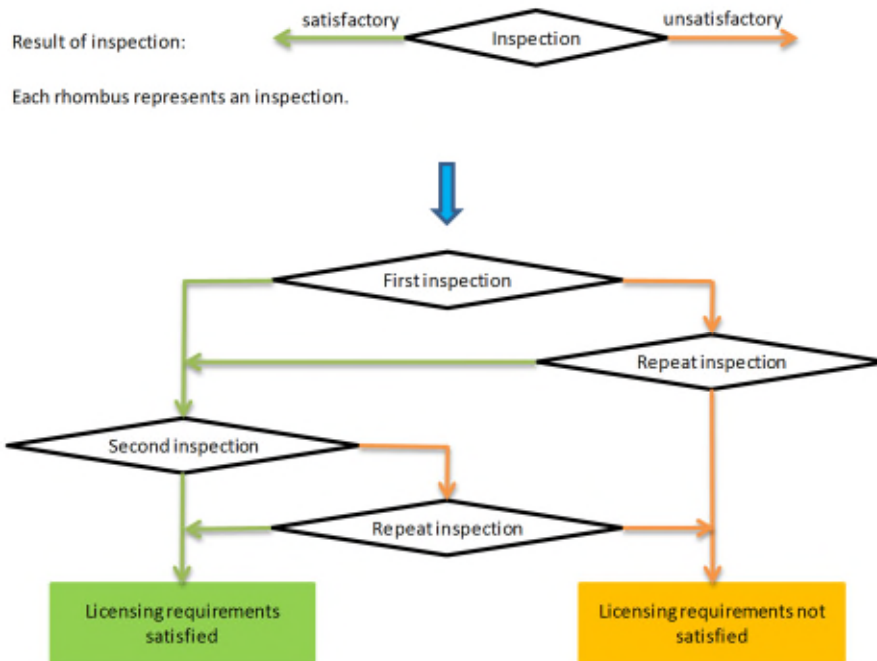 satisfactory
unsatisfactory
Result of inspection:
Inspection
Each rhombus represents an inspection.
First inspection
Repeat inspection
Second inspection
Repeat inspection
Licensing requirements
satisfied
Licensing requirements not
satisfied